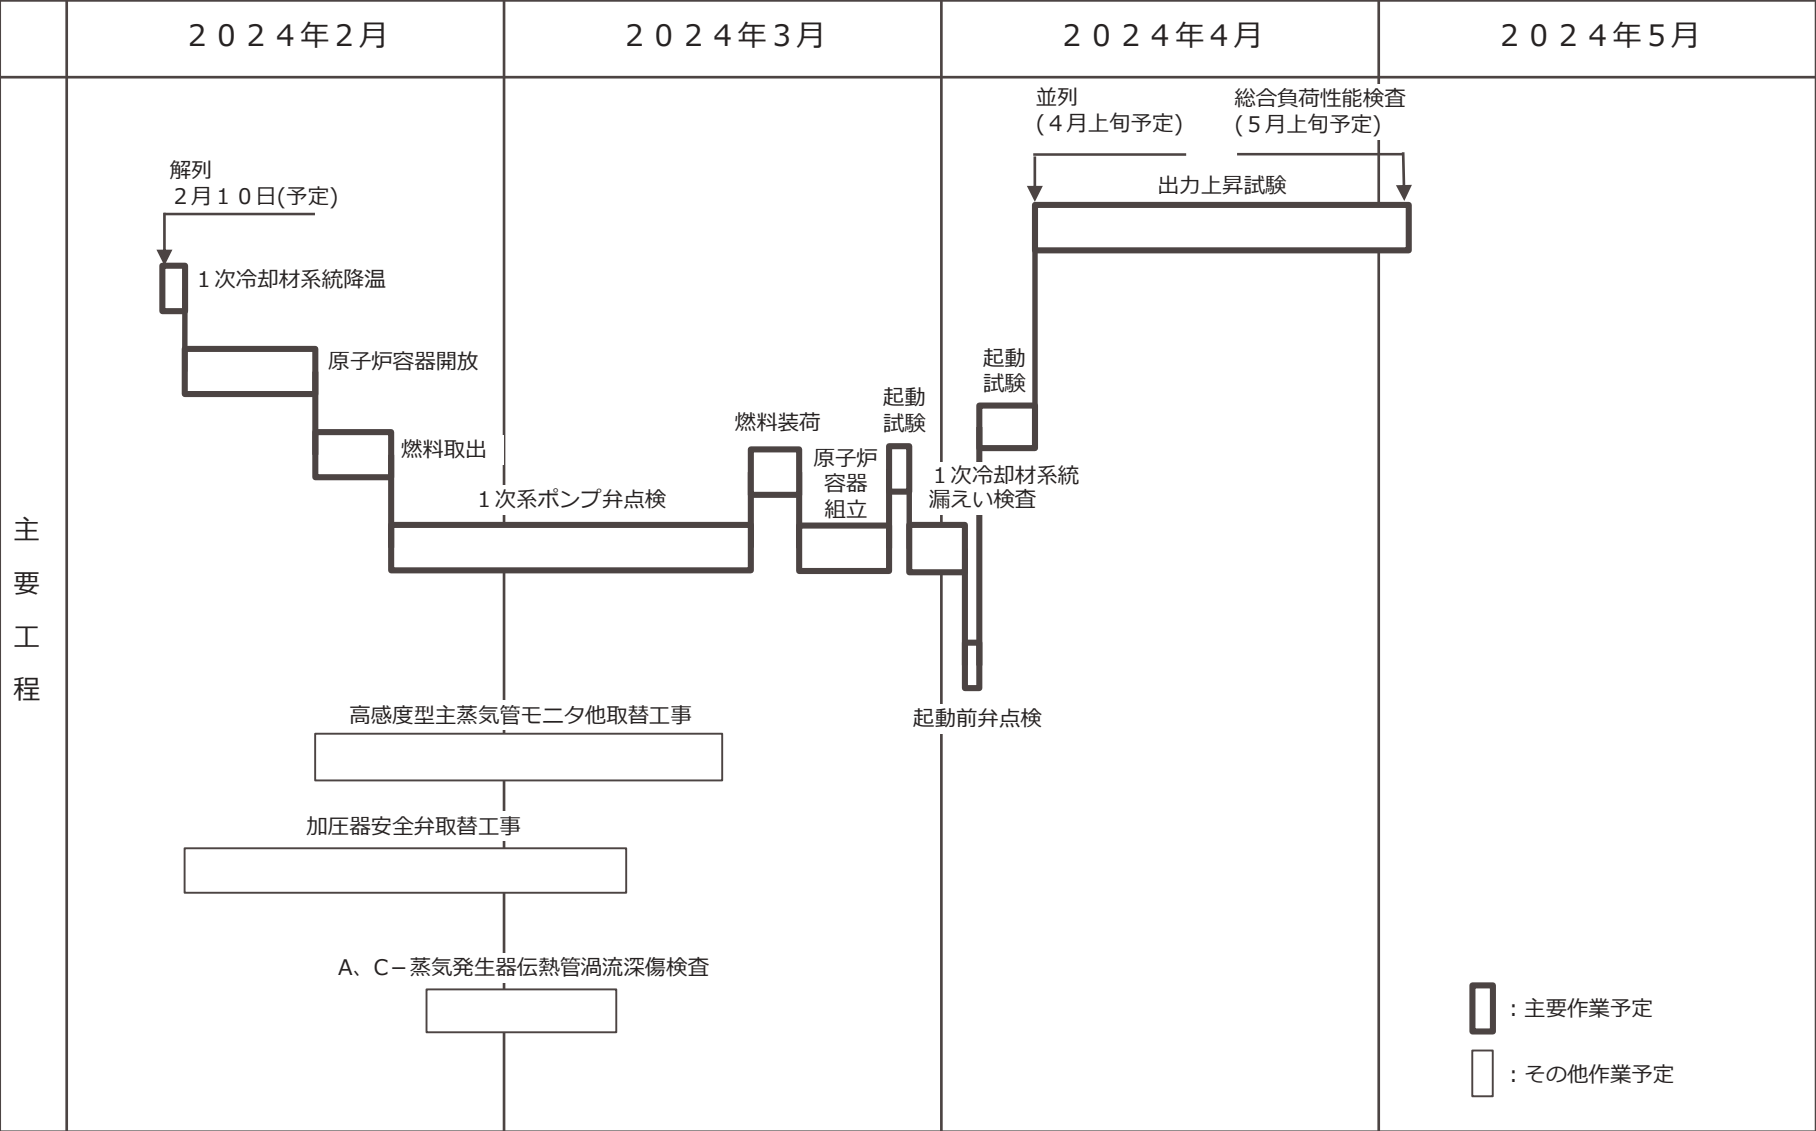 ２０２４年２月
２０２４年３月
２０２４年４月
２０２４年５月
主要工程
並列
(４月上旬予定)
総合負荷性能検査
(５月上旬予定)
解列
２月１０日(予定)
出力上昇試験
１次冷却材系統降温
原子炉容器開放
起動
試験
燃料取出
燃料装荷
起動
試験
原子炉
容器
組立
１次冷却材系統
漏えい検査
１次系ポンプ弁点検
高感度型主蒸気管モニタ他取替工事
起動前弁点検
加圧器安全弁取替工事
A、C－蒸気発生器伝熱管渦流深傷検査
：主要作業予定
：その他作業予定